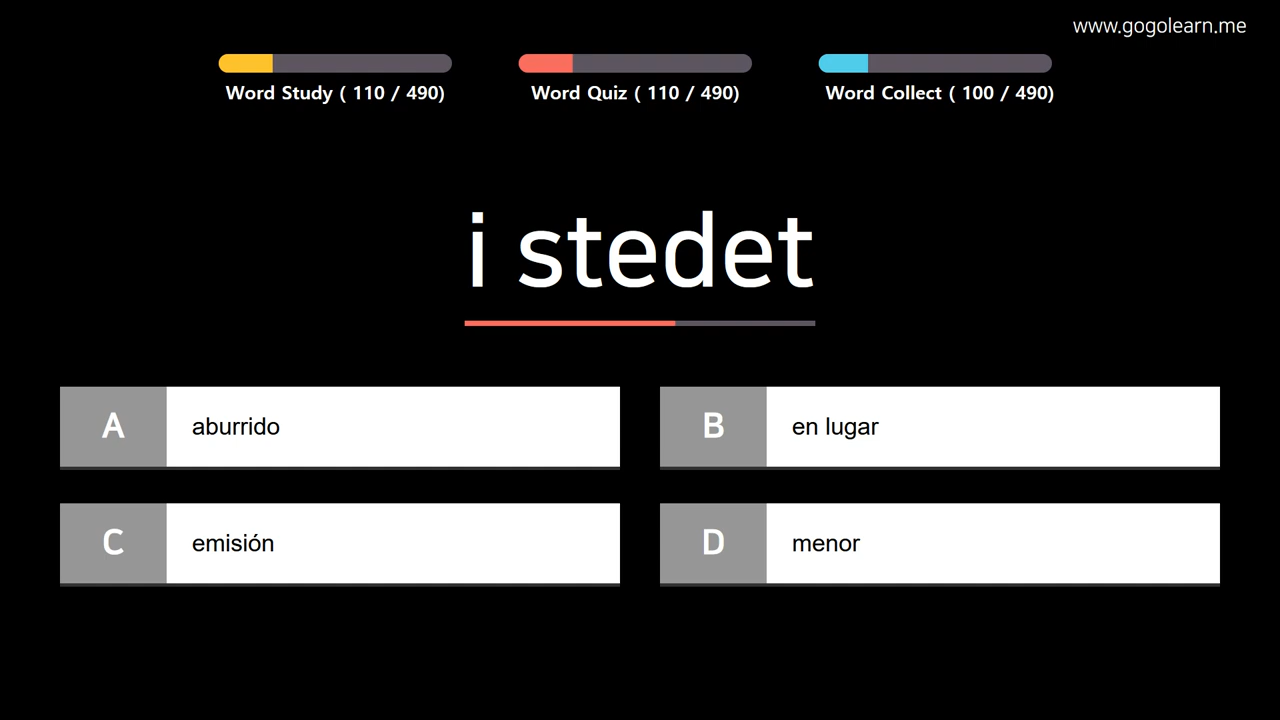 www.gogolearn.me
Word Study ( 110 / 490)
Word Quiz ( 110 / 490)
Word Collect ( 100 / 490)
i stedet
A aburrido
B en lugar
C emisión
D menor